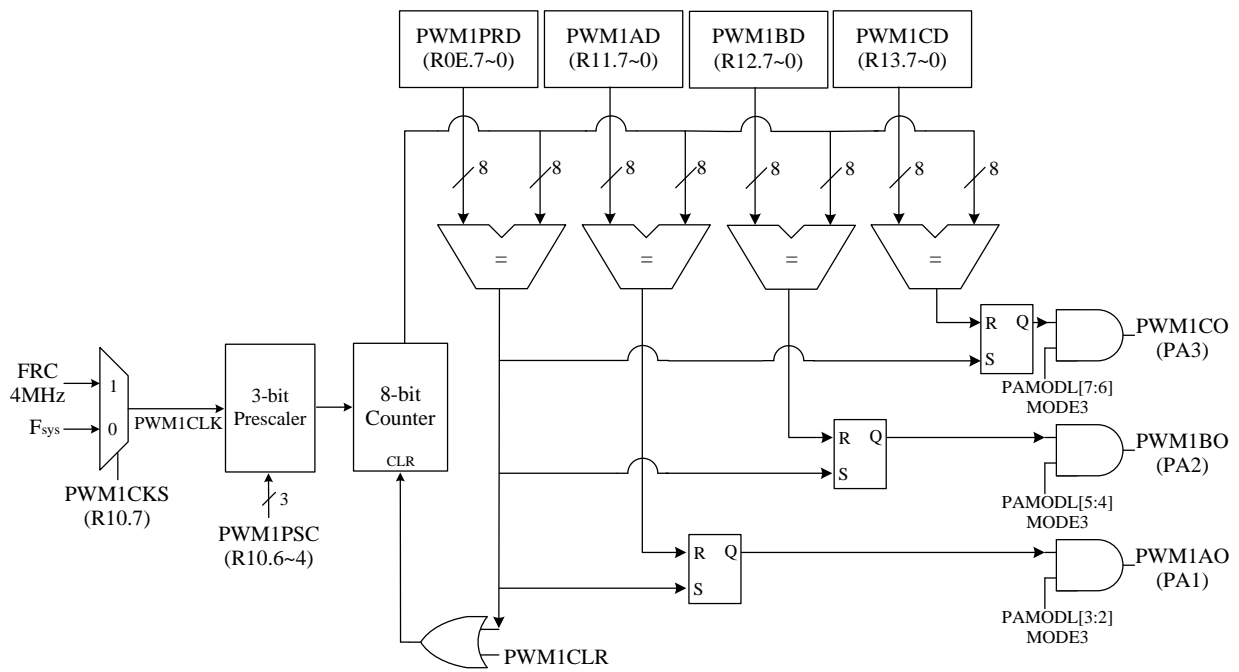 PWM1PRD
(R0E.7~0)
PWM1AD
(R11.7~0)
PWM1BD
(R12.7~0)
PWM1CD
(R13.7~0)
8
8
8
8
8
8
8
8
=
=
=
=
R
Q
S
PWM1CO
(PA3)
PAMODL[7:6]
MODE3
FRC
4MHz
Fsys
1
0
PWM1CLK
3-bit
Prescaler
8-bit
Counter
CLR
PWM1CKS
(R10.7)
3
PWM1PSC
(R10.6~4)
R
Q
S
PWM1BO
(PA2)
PAMODL[5:4]
MODE3
R
Q
S
PWM1AO
(PA1)
PAMODL[3:2]
MODE3
PWM1CLR